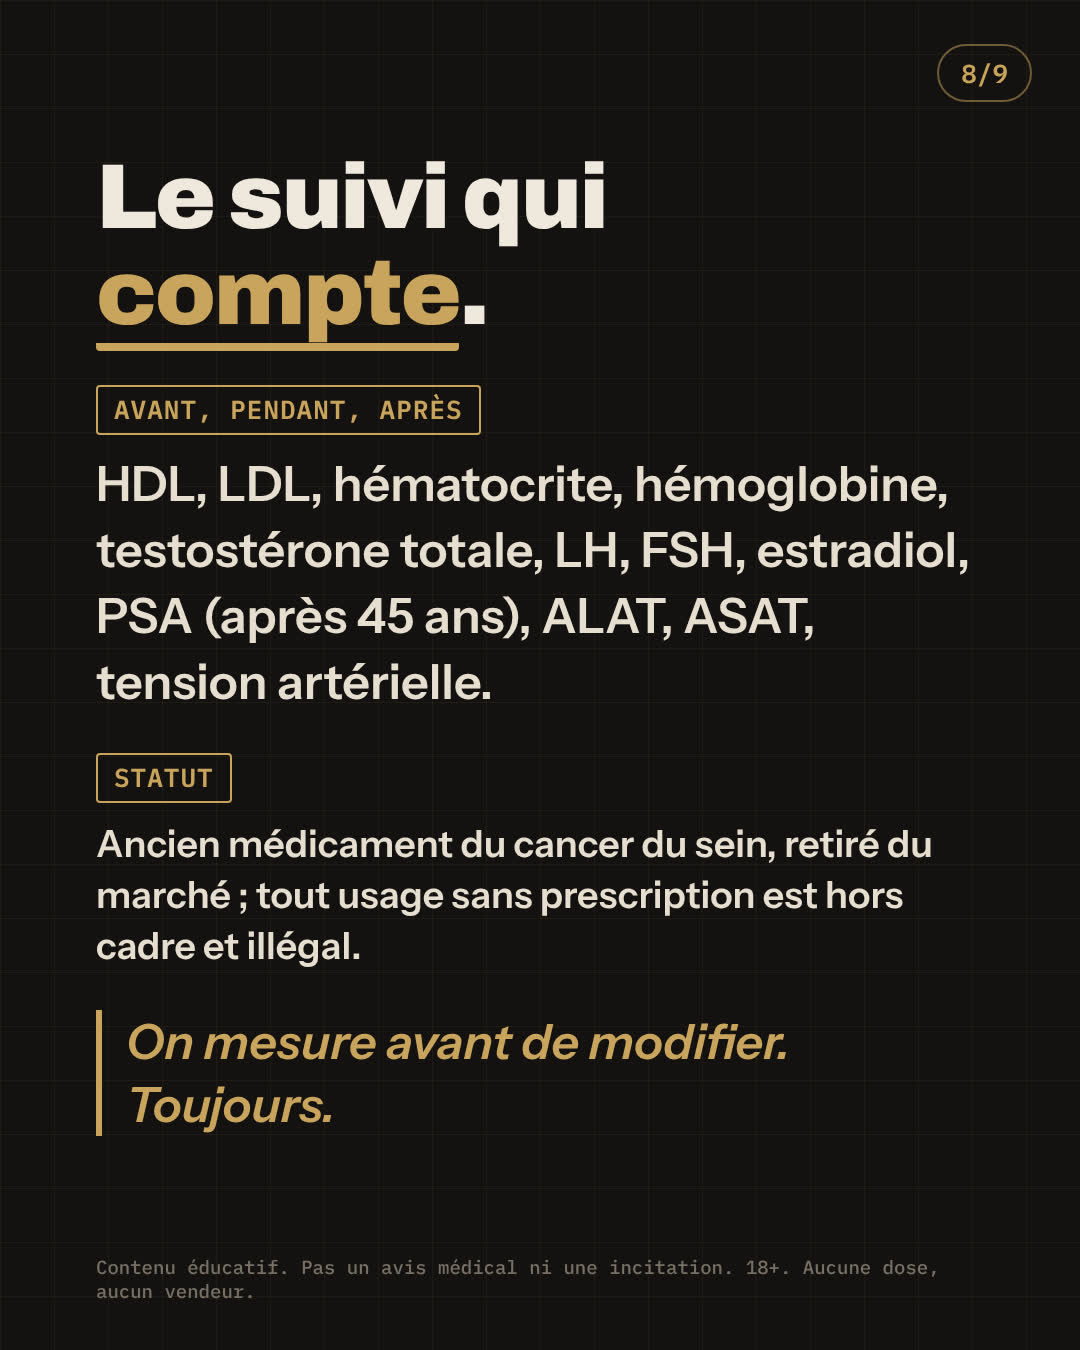 8/9
Le suivi qui
compte.
AVANT, PENDANT, APRÈS
HDL, LDL, hématocrite, hémoglobine,
testostérone totale, LH, FSH, estradiol,
PSA (après 45 ans), ALAT, ASAT,
tension artérielle.
STATUT
Ancien médicament du cancer du sein, retiré du
marché ; tout usage sans prescription est hors
cadre et illégal.
On mesure avant de modifier.
Toujours.
Contenu éducatif. Pas un avis médical ni une incitation. 18+. Aucune dose,
aucun vendeur.